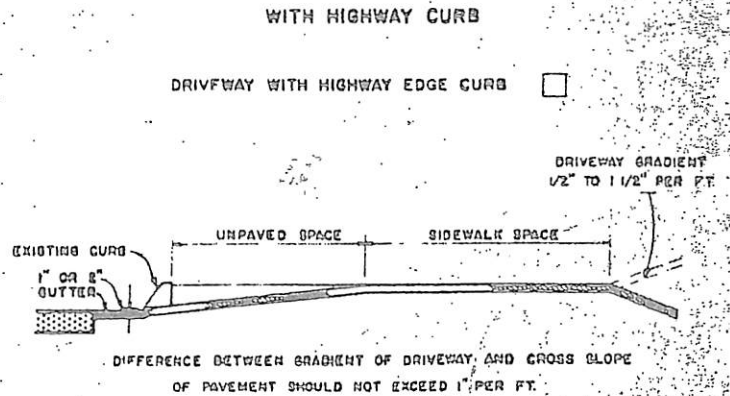 WITH HIGHWAY CURB
DRIVEWAY WITH HIGHWAY EDGE CURB
DRIVEWAY GRADIENT
1/2" TO 1 1/2" PER FT.
UNPAVED SPACE
SIDEWALK SPACE
EXISTING CURB
1" OR 2"
GUTTER
DIFFERENCE BETWEEN GRADIENT OF DRIVEWAY AND CROSS SLOPE
OF PAVEMENT SHOULD NOT EXCEED 1" PER FT.